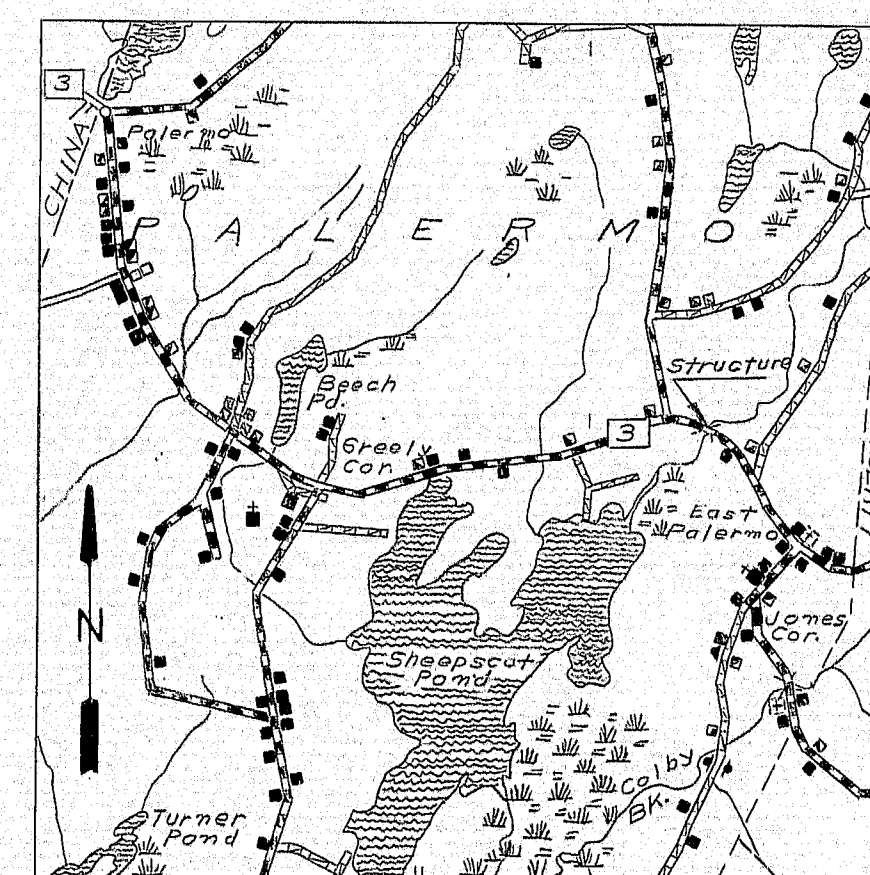 3
CHINA
Palermo
PALERMO
Structure
Beech
Pd.
3
Greely
Cor.
East
Palermo
N
Jones
Cor.
Sheepscot
Pond
Colby
BK.
Turner
Pond